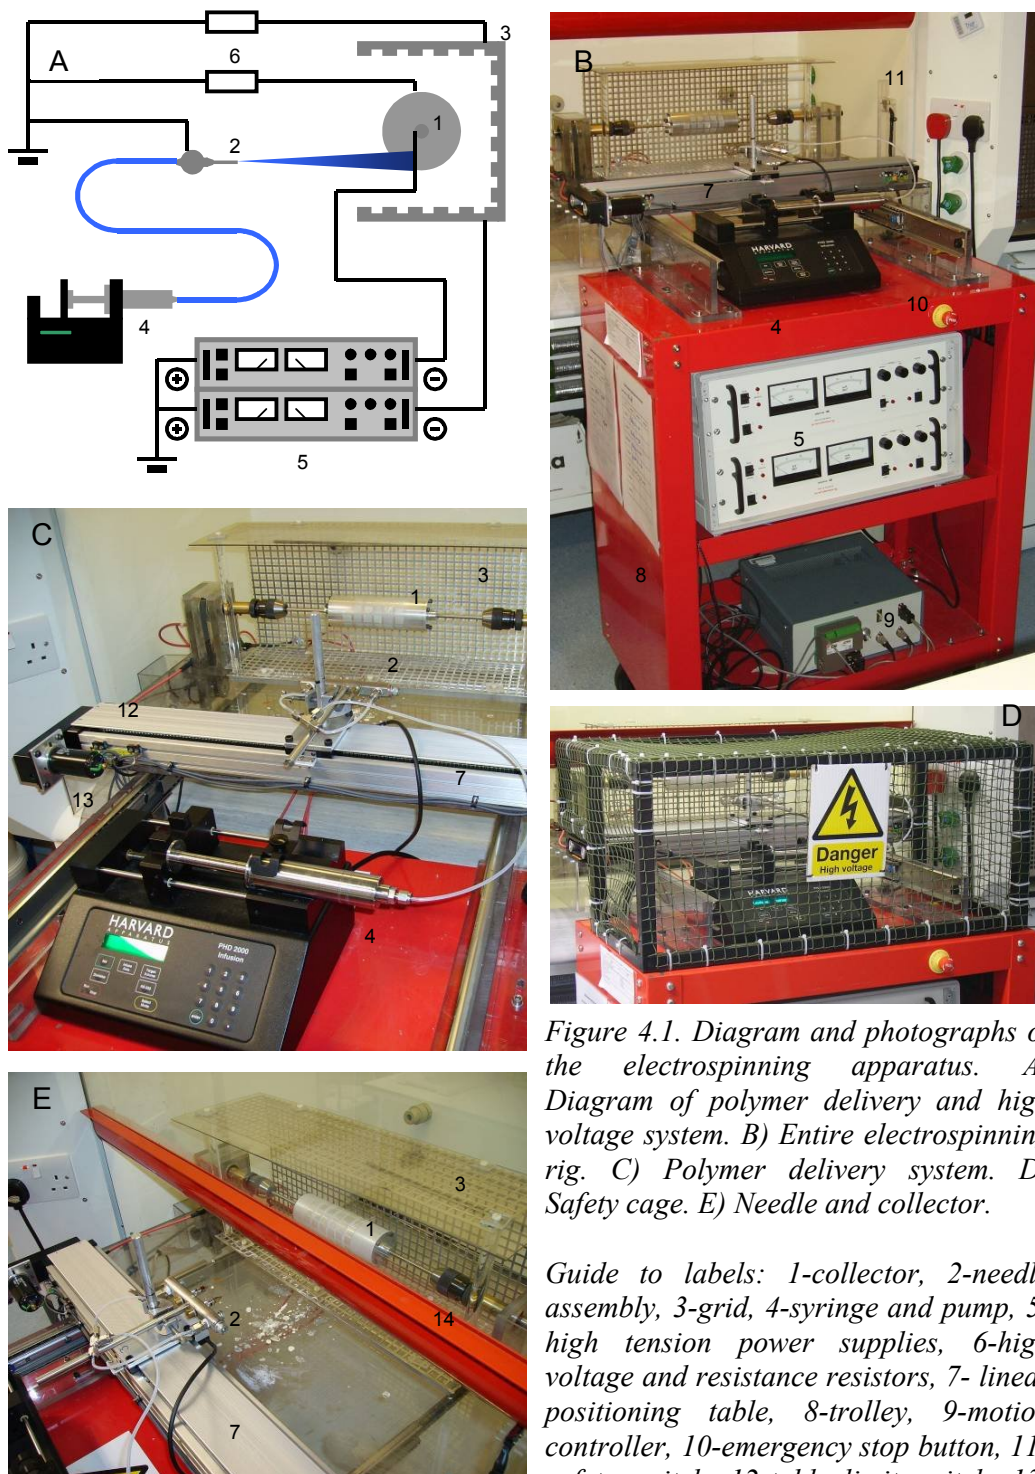 A
6
3
1
2
4
5
B
11
7
HARVARD
APPARATUS
10
4
5
8
9
C
3
1
2
12
7
13
HARVARD
APPARATUS
PHD 2000
Infusion
4
D
Danger
High voltage
HARVARD
E
3
1
2
14
7
Figure 4.1. Diagram and photographs o
the electrospinning apparatus. A
Diagram of polymer delivery and hig
voltage system. B) Entire electrospinnin
rig. C) Polymer delivery system. D
Safety cage. E) Needle and collector.
Guide to labels: 1-collector, 2-needl
assembly, 3-grid, 4-syringe and pump, 5
high tension power supplies, 6-hig
voltage and resistance resistors, 7- linea
positioning table, 8-trolley, 9-motio
controller, 10-emergency stop button, 11